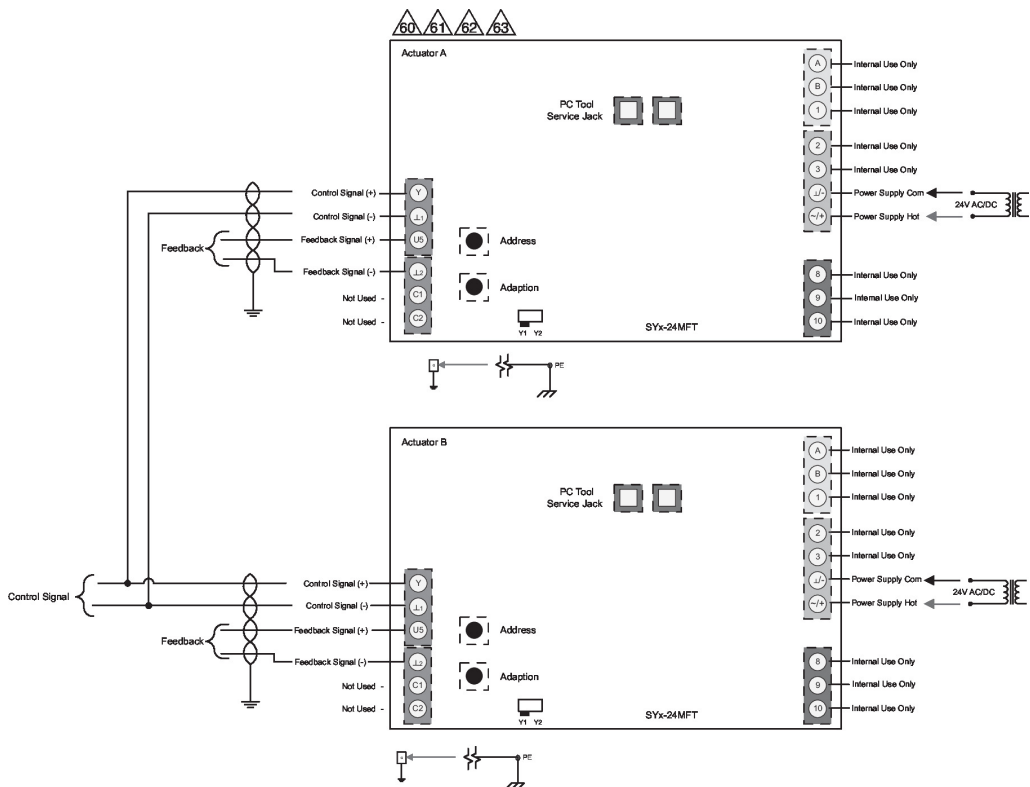 60 61 62 63
Actuator A
A Internal Use Only
B Internal Use Only
PC Tool
Service Jack
1 Internal Use Only
2 Internal Use Only
3 Internal Use Only
Control Signal (+) Y
⊥/- Power Supply Com
24V AC/DC
Control Signal (-) ⊥1
~/+ Power Supply Hot
Feedback Signal (+) U5
Address
Feedback
Feedback Signal (-) ⊥2
8 Internal Use Only
Not Used - C1
Adaption
9 Internal Use Only
Not Used - C2
10 Internal Use Only
Y1 Y2
SYx-24MFT
PE
Actuator B
A Internal Use Only
B Internal Use Only
PC Tool
Service Jack
1 Internal Use Only
2 Internal Use Only
3 Internal Use Only
Control Signal (+) Y
⊥/- Power Supply Com
24V AC/DC
Control Signal
Control Signal (-) ⊥1
~/+ Power Supply Hot
Feedback Signal (+) U5
Address
Feedback
Feedback Signal (-) ⊥2
8 Internal Use Only
Not Used - C1
Adaption
9 Internal Use Only
Not Used - C2
10 Internal Use Only
Y1 Y2
SYx-24MFT
PE